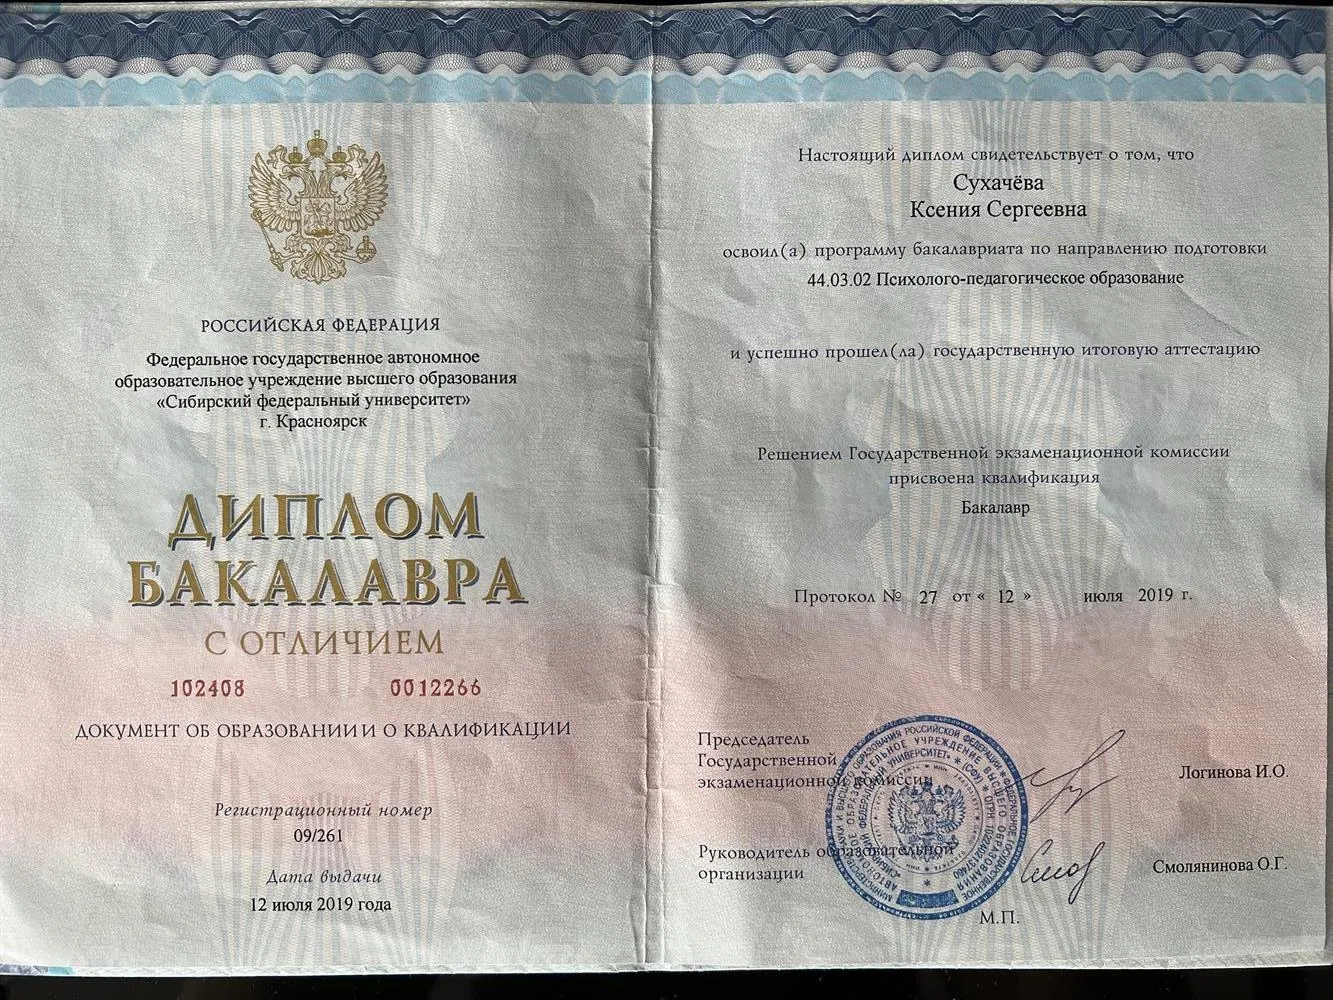 РОССИЙСКАЯ ФЕДЕРАЦИЯ
Федеральное государственное автономное
образовательное учреждение высшего образования
«Сибирский федеральный университет»
г. Красноярск
ДИПЛОМ
БАКАЛАВРА
С ОТЛИЧИЕМ
102408 0012266
ДОКУМЕНТ ОБ ОБРАЗОВАНИИ И О КВАЛИФИКАЦИИ
Регистрационный номер
09/261
Дата выдачи
12 июля 2019 года
Настоящий диплом свидетельствует о том, что
Сухачёва
Ксения Сергеевна
освоил(а) программу бакалавриата по направлению подготовки
44.03.02 Психолого-педагогическое образование
и успешно прошел(ла) государственную итоговую аттестацию
Решением Государственной экзаменационной комиссии
присвоена квалификация
Бакалавр
Протокол № 27 от « 12 » июля 2019 г.
Председатель
Государственной
экзаменационной комиссии
Логинова И.О.
Руководитель образовательной
организации
Смолянинова О.Г.
М.П.